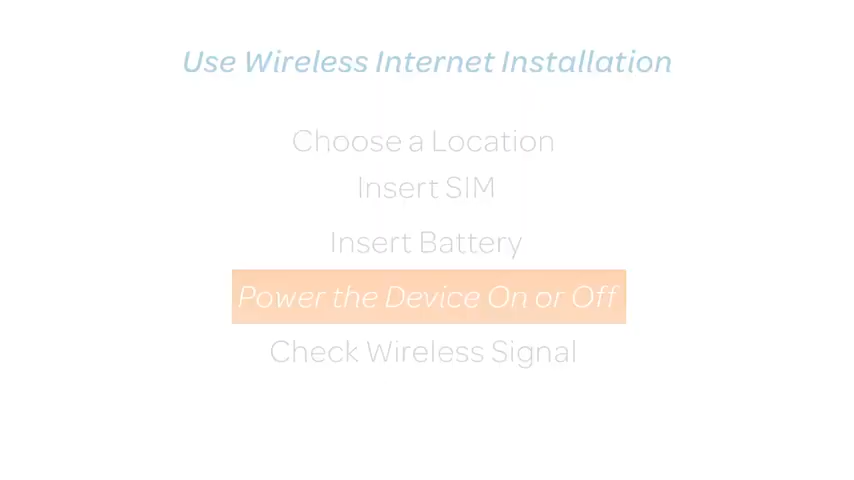 Use Wireless Internet Installation
Choose a Location
Insert SIM
Insert Battery
Power the Device On or Off
Check Wireless Signal